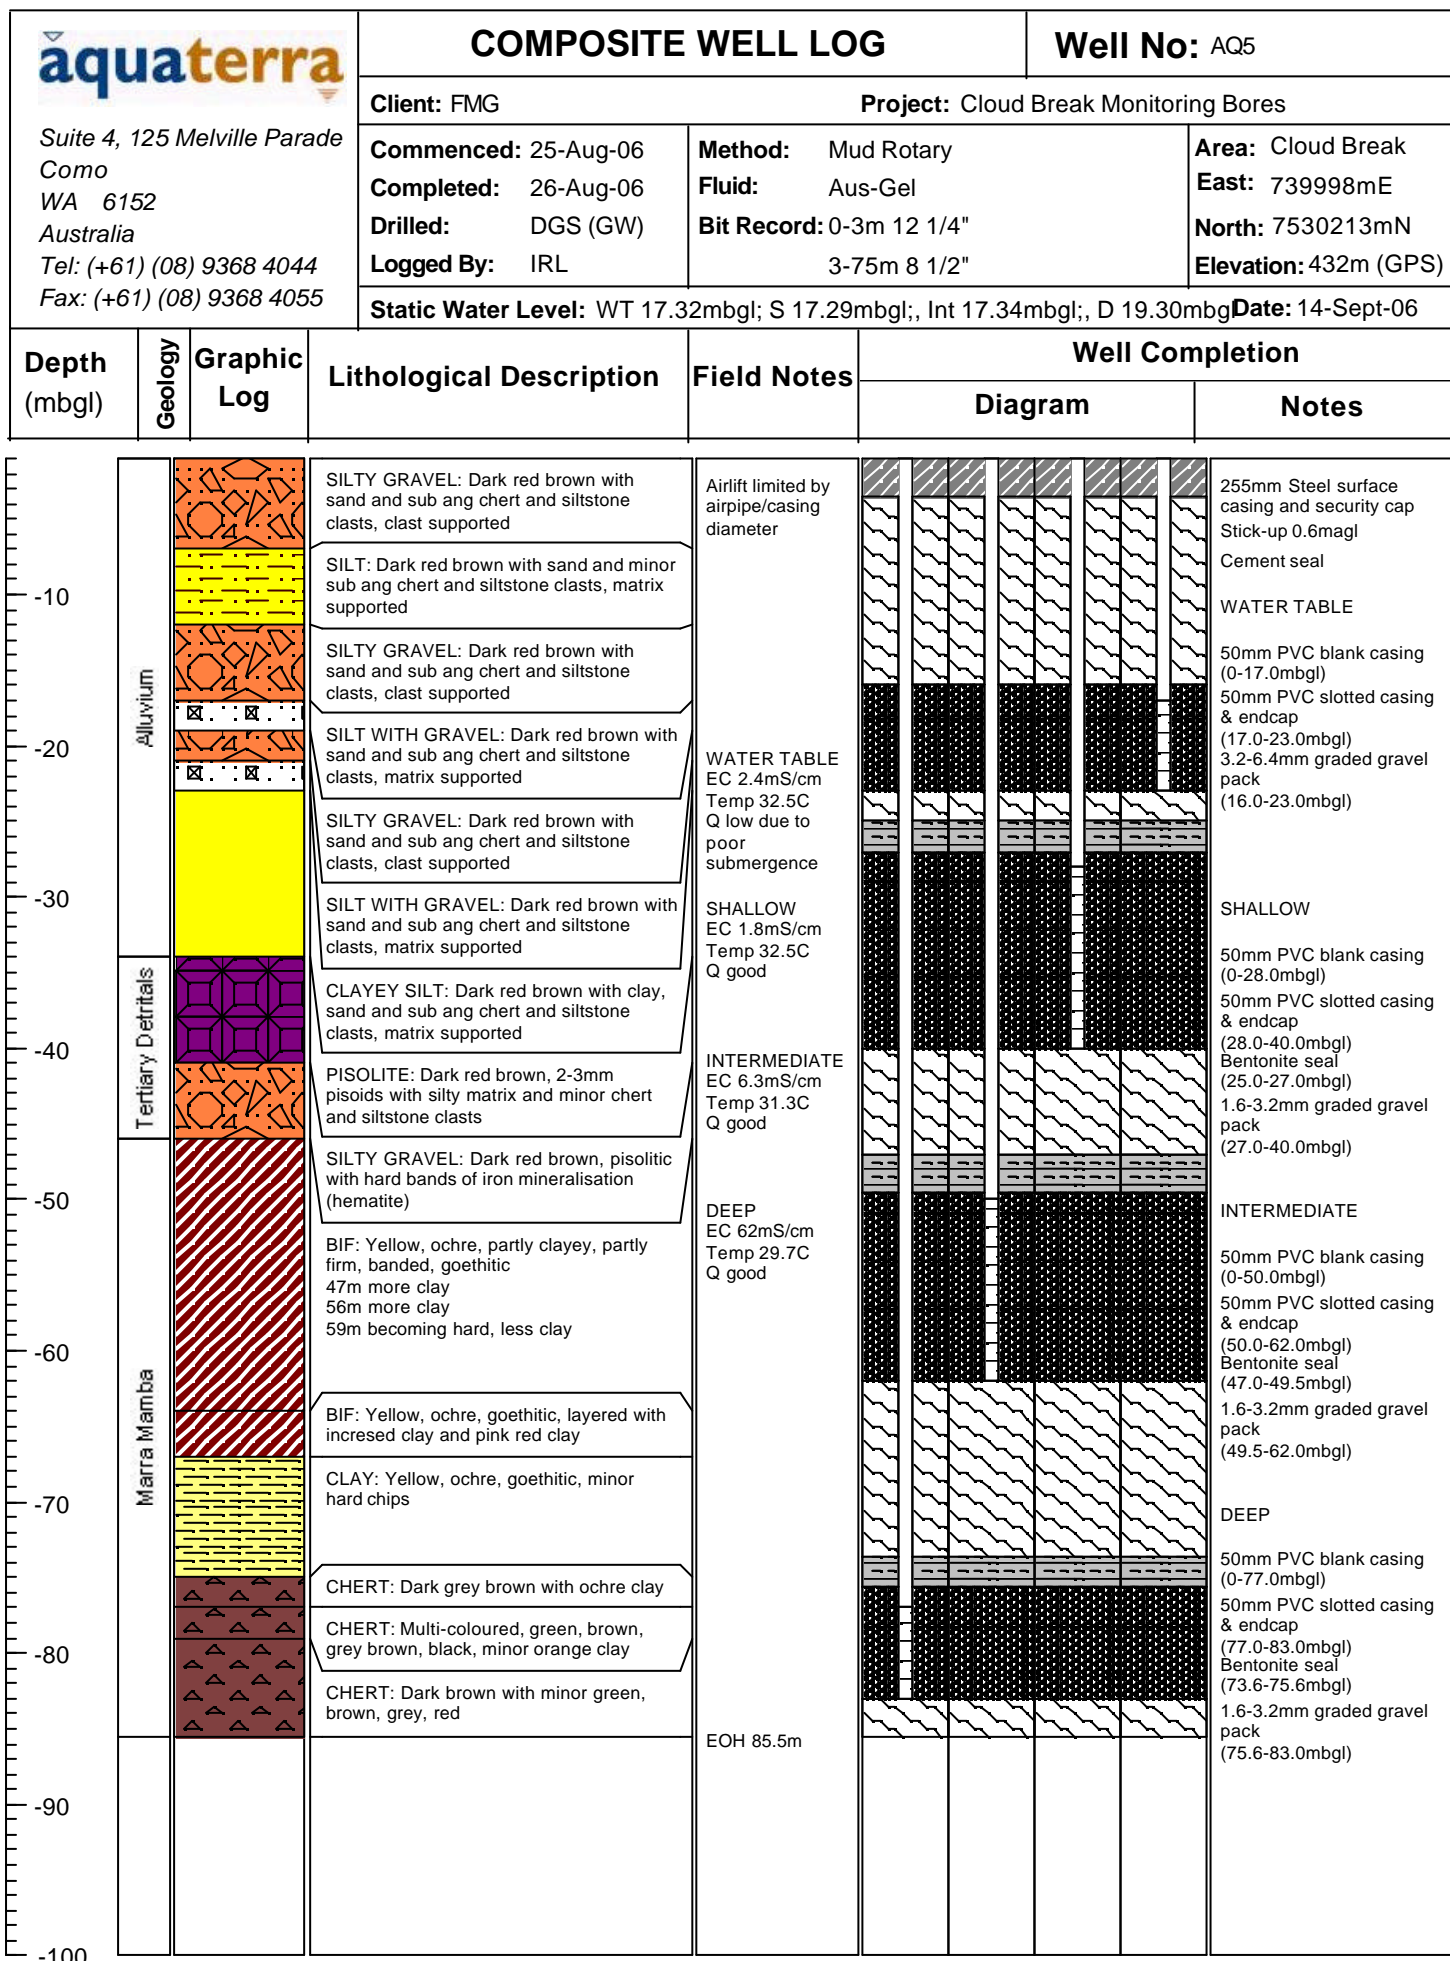 aquaterra
Suite 4, 125 Melville Parade
Como
WA 6152
Australia
Tel: (+61) (08) 9368 4044
Fax: (+61) (08) 9368 4055
COMPOSITE WELL LOG
Well No: AQ5
Client: FMG
Project: Cloud Break Monitoring Bores
Commenced: 25-Aug-06
Completed: 26-Aug-06
Drilled: DGS (GW)
Logged By: IRL
Method: Mud Rotary
Fluid: Aus-Gel
Bit Record: 0-3m 12 1/4"
3-75m 8 1/2"
Area: Cloud Break
East: 739998mE
North: 7530213mN
Elevation: 432m (GPS)
Static Water Level: WT 17.32mbgl; S 17.29mbgl;, Int 17.34mbgl;, D 19.30mbgl
Date: 14-Sept-06
Depth
(mbgl)
Geology
Graphic
Log
Lithological Description
Field Notes
Well Completion
Diagram
Notes
-10
-20
-30
-40
-50
-60
-70
-80
-90
-100
Alluvium
Tertiary Detritals
Marra Mamba
SILTY GRAVEL: Dark red brown with
sand and sub ang chert and siltstone
clasts, clast supported
SILT: Dark red brown with sand and minor
sub ang chert and siltstone clasts, matrix
supported
SILTY GRAVEL: Dark red brown with
sand and sub ang chert and siltstone
clasts, clast supported
SILT WITH GRAVEL: Dark red brown with
sand and sub ang chert and siltstone
clasts, matrix supported
SILTY GRAVEL: Dark red brown with
sand and sub ang chert and siltstone
clasts, clast supported
SILT WITH GRAVEL: Dark red brown with
sand and sub ang chert and siltstone
clasts, matrix supported
CLAYEY SILT: Dark red brown with clay,
sand and sub ang chert and siltstone
clasts, matrix supported
PISOLITE: Dark red brown, 2-3mm
pisoids with silty matrix and minor chert
and siltstone clasts
SILTY GRAVEL: Dark red brown, pisolitic
with hard bands of iron mineralisation
(hematite)
BIF: Yellow, ochre, partly clayey, partly
firm, banded, goethitic
47m more clay
56m more clay
59m becoming hard, less clay
BIF: Yellow, ochre, goethitic, layered with
incresed clay and pink red clay
CLAY: Yellow, ochre, goethitic, minor
hard chips
CHERT: Dark grey brown with ochre clay
CHERT: Multi-coloured, green, brown,
grey brown, black, minor orange clay
CHERT: Dark brown with minor green,
brown, grey, red
Airlift limited by
airpipe/casing
diameter
WATER TABLE
EC 2.4mS/cm
Temp 32.5C
Q low due to
poor
submergence
SHALLOW
EC 1.8mS/cm
Temp 32.5C
Q good
INTERMEDIATE
EC 6.3mS/cm
Temp 31.3C
Q good
DEEP
EC 62mS/cm
Temp 29.7C
Q good
EOH 85.5m
255mm Steel surface
casing and security cap
Stick-up 0.6magl
Cement seal
WATER TABLE
50mm PVC blank casing
(0-17.0mbgl)
50mm PVC slotted casing
& endcap
(17.0-23.0mbgl)
3.2-6.4mm graded gravel
pack
(16.0-23.0mbgl)
SHALLOW
50mm PVC blank casing
(0-28.0mbgl)
50mm PVC slotted casing
& endcap
(28.0-40.0mbgl)
Bentonite seal
(25.0-27.0mbgl)
1.6-3.2mm graded gravel
pack
(27.0-40.0mbgl)
INTERMEDIATE
50mm PVC blank casing
(0-50.0mbgl)
50mm PVC slotted casing
& endcap
(50.0-62.0mbgl)
Bentonite seal
(47.0-49.5mbgl)
1.6-3.2mm graded gravel
pack
(49.5-62.0mbgl)
DEEP
50mm PVC blank casing
(0-77.0mbgl)
50mm PVC slotted casing
& endcap
(77.0-83.0mbgl)
Bentonite seal
(73.6-75.6mbgl)
1.6-3.2mm graded gravel
pack
(75.6-83.0mbgl)